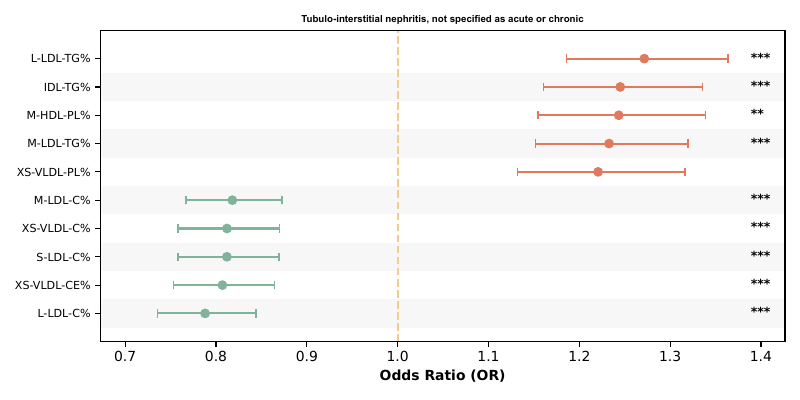 Tubulo-interstitial nephritis, not specified as acute or chronic
L-LDL-TG% ***
IDL-TG% ***
M-HDL-PL% **
M-LDL-TG% ***
XS-VLDL-PL%
M-LDL-C% ***
XS-VLDL-C% ***
S-LDL-C% ***
XS-VLDL-CE% ***
L-LDL-C% ***
0.7 0.8 0.9 1.0 1.1 1.2 1.3 1.4
Odds Ratio (OR)